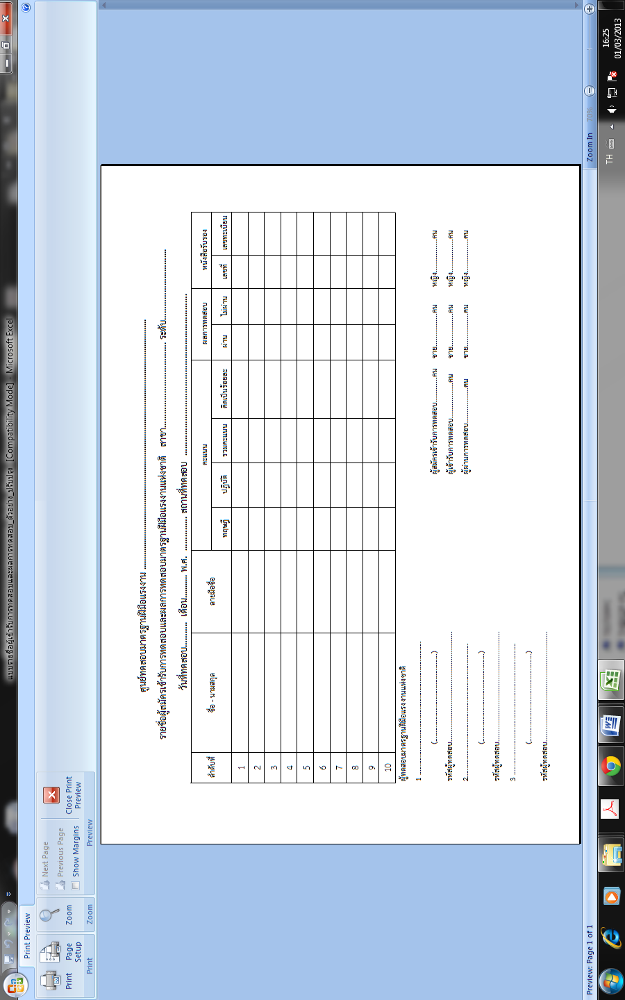 แบบรายชื่อผู้เข้ารับการทดสอบและผลการทดสอบ_ตัวอย่าง_ปรับปรุง [Compatibility Mode] - Microsoft Excel
Print Preview
Print
Page Setup
Zoom
Next Page
Previous Page
Show Margins
Close Print Preview
Print
Zoom
Preview
ศูนย์ทดสอบมาตรฐานฝีมือแรงงาน ........................................
รายชื่อผู้สมัครเข้ารับการทดสอบและผลการทดสอบมาตรฐานฝีมือแรงงานแห่งชาติ สาขา.............................. ระดับ..............................
วันที่ทดสอบ.......... เดือน.......... พ.ศ. ............ สถานที่ทดสอบ ........................................
ลำดับที่ ชื่อ - นามสกุล ลายมือชื่อ คะแนน ผลการทดสอบ หนังสือรับรอง
ทฤษฎี ปฏิบัติ รวมคะแนน คิดเป็นร้อยละ ผ่าน ไม่ผ่าน เลขที่ เลขทะเบียน
1
2
3
4
5
6
7
8
9
10
ผู้ทดสอบมาตรฐานฝีมือแรงงานแห่งชาติ
1 ........................................
(........................................)
รหัสผู้ทดสอบ........................................
2........................................
(........................................)
รหัสผู้ทดสอบ........................................
3 ........................................
(........................................)
รหัสผู้ทดสอบ........................................
ผู้สมัครเข้ารับการทดสอบ..............คน ชาย..............คน หญิง..............คน
ผู้เข้ารับการทดสอบ..............คน ชาย..............คน หญิง..............คน
ผู้ผ่านการทดสอบ..............คน ชาย..............คน หญิง..............คน
Preview: Page 1 of 1
Zoom In
70%
TH
16:25
01/03/2013